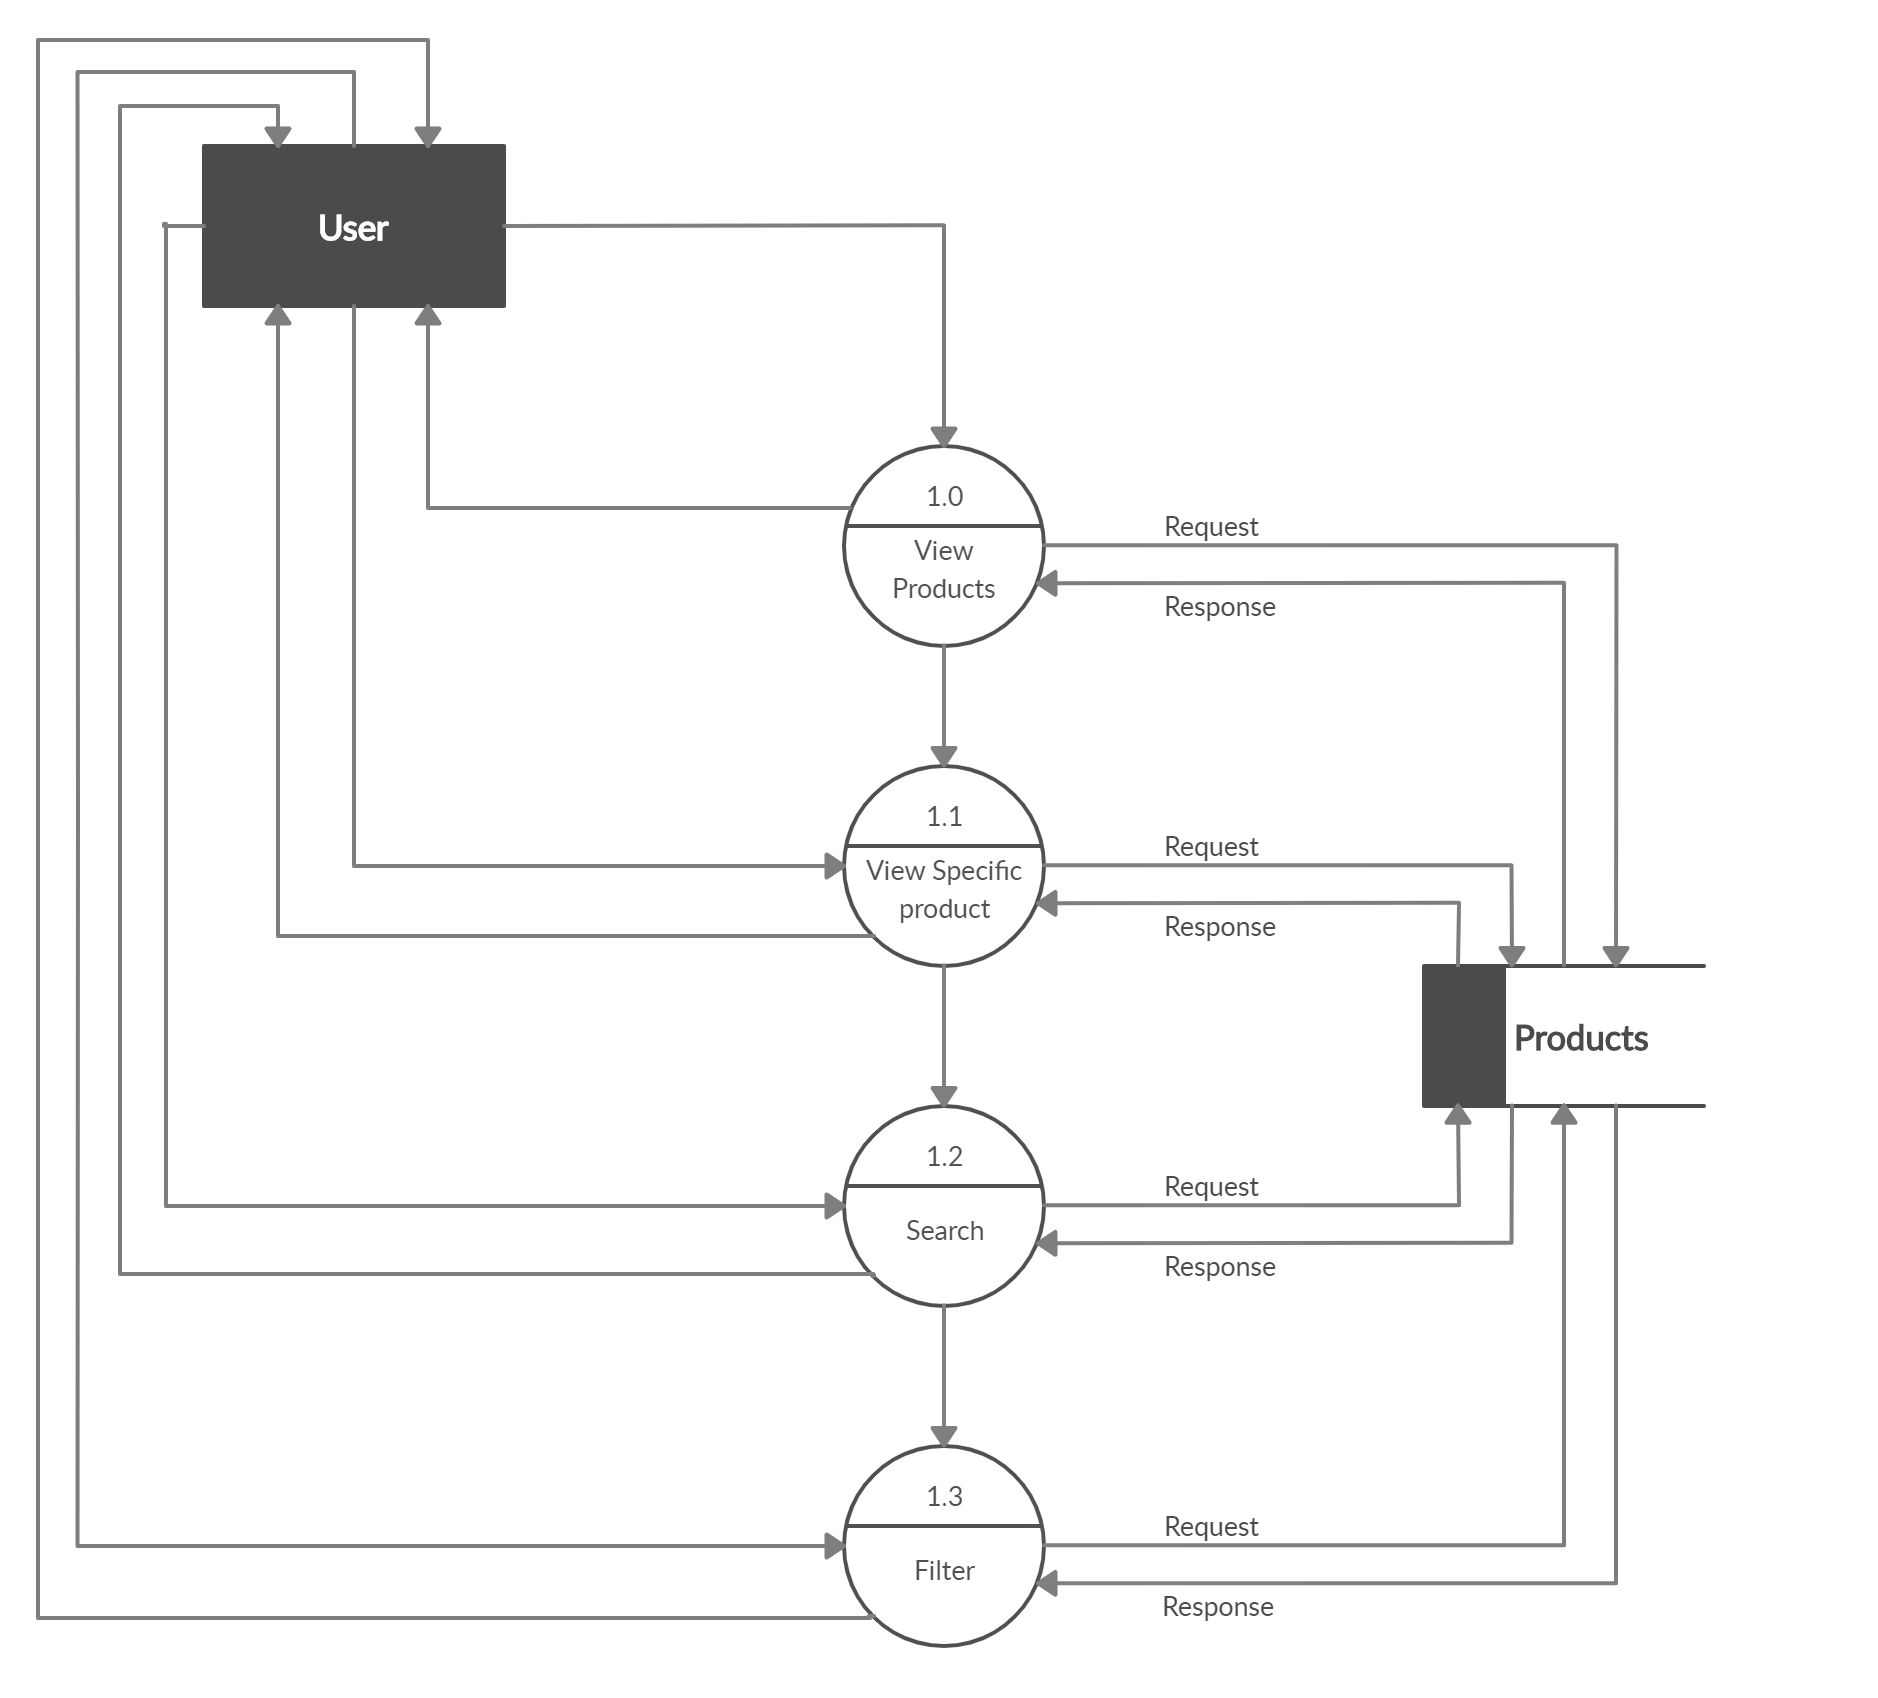 User
1.0
View
Products
Request
Response
1.1
View Specific
product
Request
Response
Products
1.2
Search
Request
Response
1.3
Filter
Request
Response